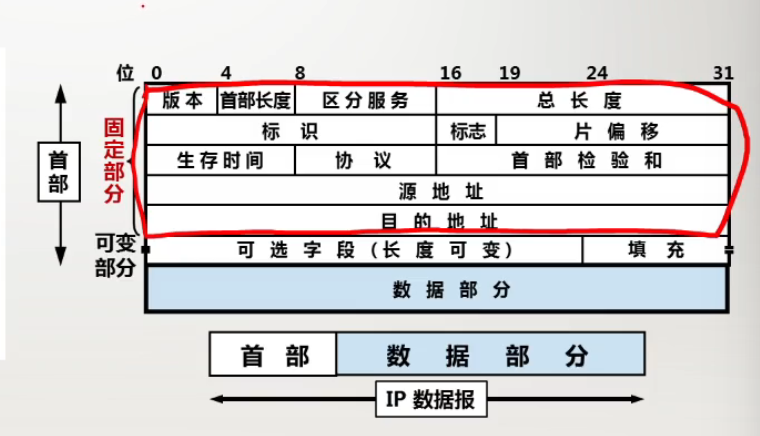 位 0 4 8 16 19 24 31
版本 首部长度 区分服务 总长度
标识 标志 片偏移
生存时间 协议 首部检验和
源地址
目的地址
可选字段(长度可变) 填充
数据部分
首部
固定部分
可变部分
首部 数据部分
IP 数据报